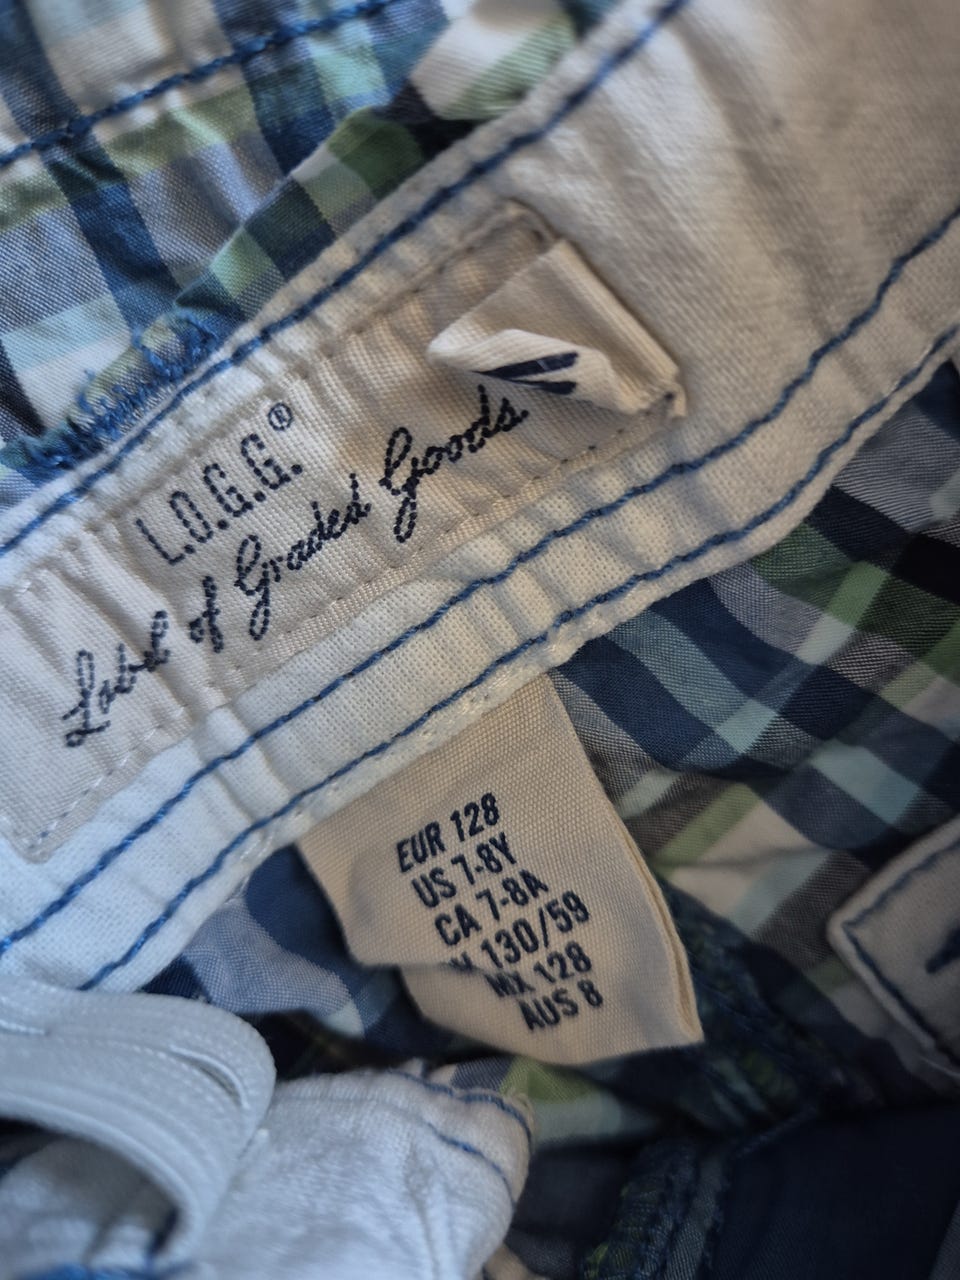 L.O.G.G.®
Label of Graded Goods
EUR 128
US 7-8Y
CA 7-8A
130/59
MX 128
AUS 8